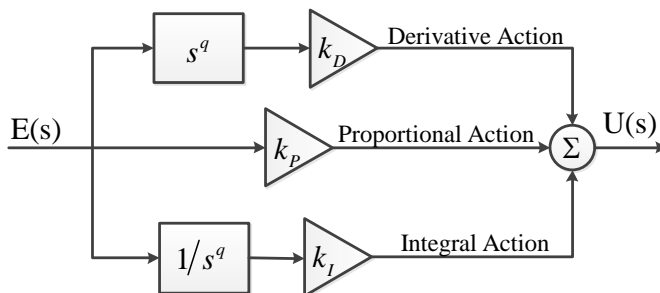 s^q
k_D
Derivative Action
E(s)
k_P
Proportional Action
Σ
U(s)
1/s^q
k_I
Integral Action